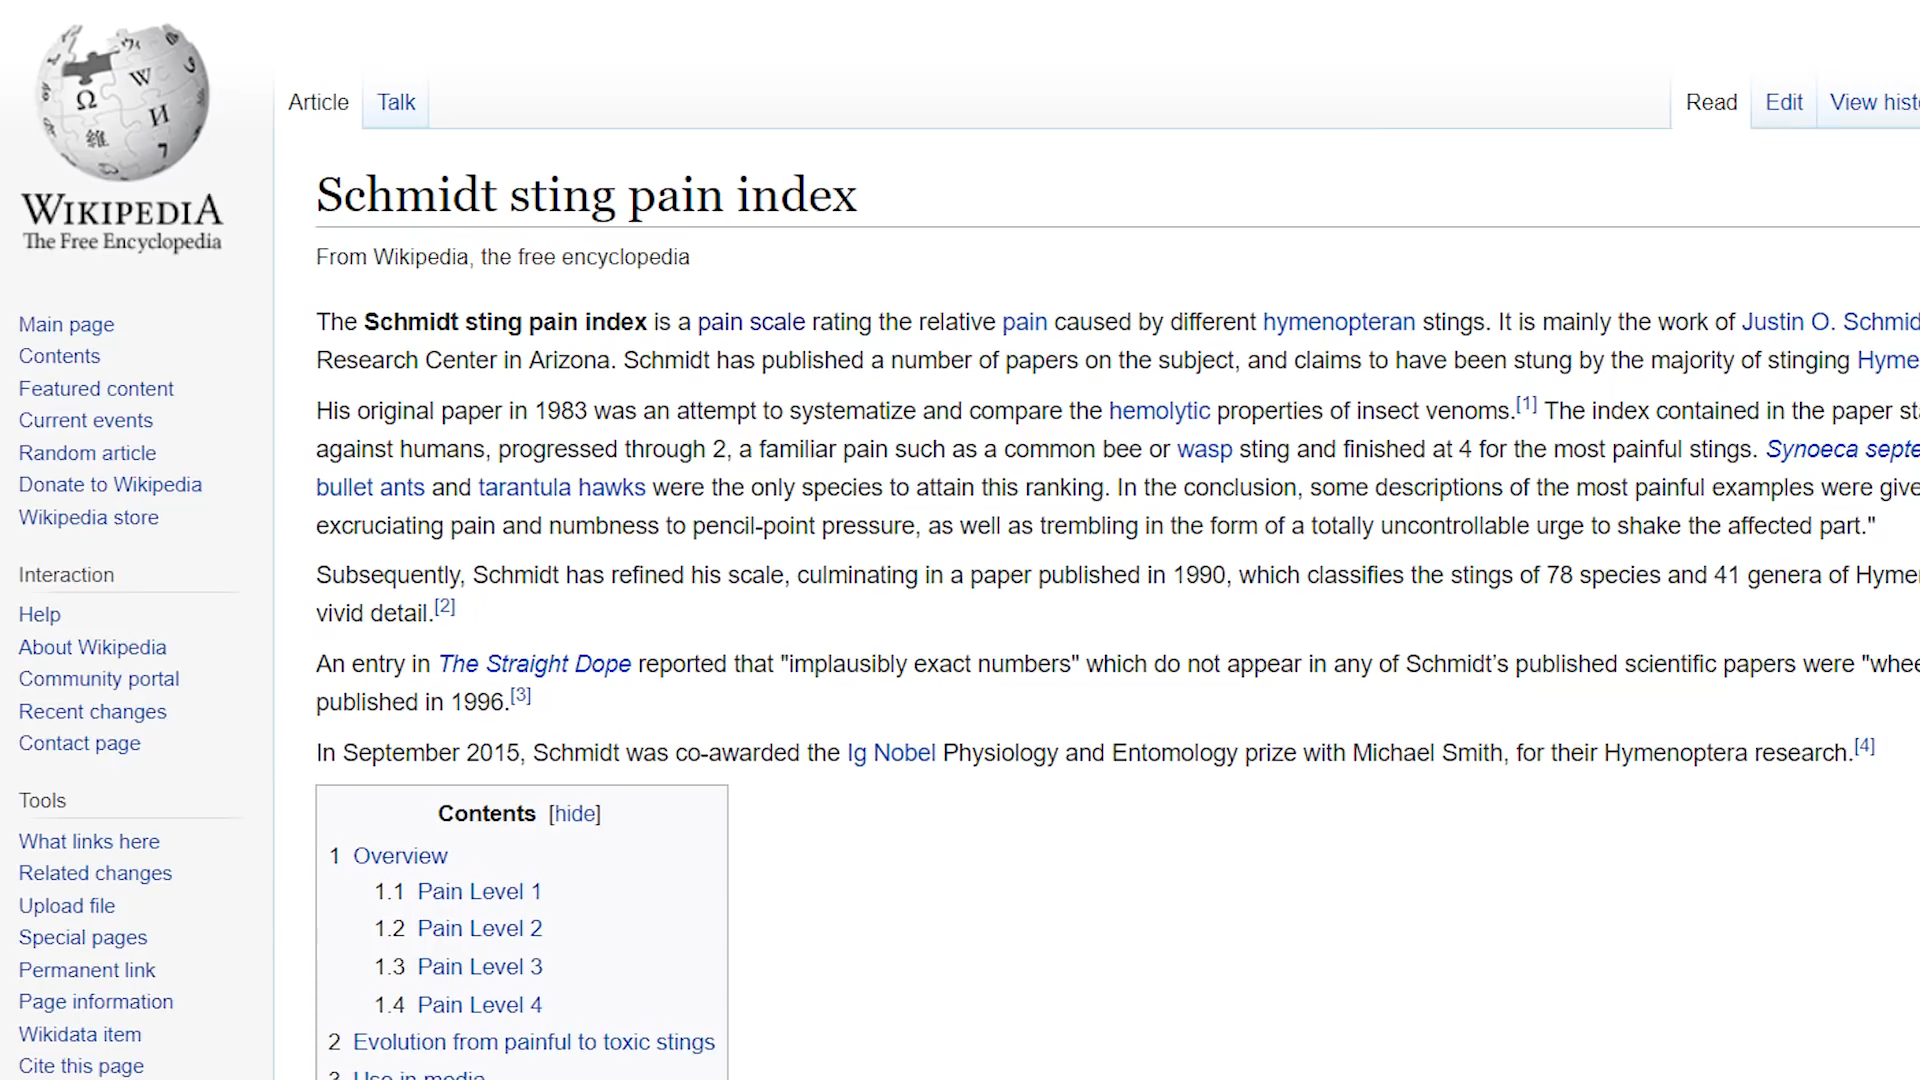 WIKIPEDIA
The Free Encyclopedia
Main page
Contents
Featured content
Current events
Random article
Donate to Wikipedia
Wikipedia store
Interaction
Help
About Wikipedia
Community portal
Recent changes
Contact page
Tools
What links here
Related changes
Upload file
Special pages
Permanent link
Page information
Wikidata item
Cite this page
Article Talk Read Edit View
Schmidt sting pain index
From Wikipedia, the free encyclopedia
The Schmidt sting pain index is a pain scale rating the relative pain caused by different hymenopteran stings. It is mainly the work of Justin O.
Research Center in Arizona. Schmidt has published a number of papers on the subject, and claims to have been stung by the majority of stinging
His original paper in 1983 was an attempt to systematize and compare the hemolytic properties of insect venoms.[1] The index contained in the paper
against humans, progressed through 2, a familiar pain such as a common bee or wasp sting and finished at 4 for the most painful stings. Synoeca
bullet ants and tarantula hawks were the only species to attain this ranking. In the conclusion, some descriptions of the most painful examples were
excruciating pain and numbness to pencil-point pressure, as well as trembling in the form of a totally uncontrollable urge to shake the affected part."
Subsequently, Schmidt has refined his scale, culminating in a paper published in 1990, which classifies the stings of 78 species and 41 genera of
vivid detail.[2]
An entry in The Straight Dope reported that "implausibly exact numbers" which do not appear in any of Schmidt's published scientific papers were
published in 1996.[3]
In September 2015, Schmidt was co-awarded the Ig Nobel Physiology and Entomology prize with Michael Smith, for their Hymenoptera research.[4]
Contents [hide]
1 Overview
1.1 Pain Level 1
1.2 Pain Level 2
1.3 Pain Level 3
1.4 Pain Level 4
2 Evolution from painful to toxic stings
3 Use in media